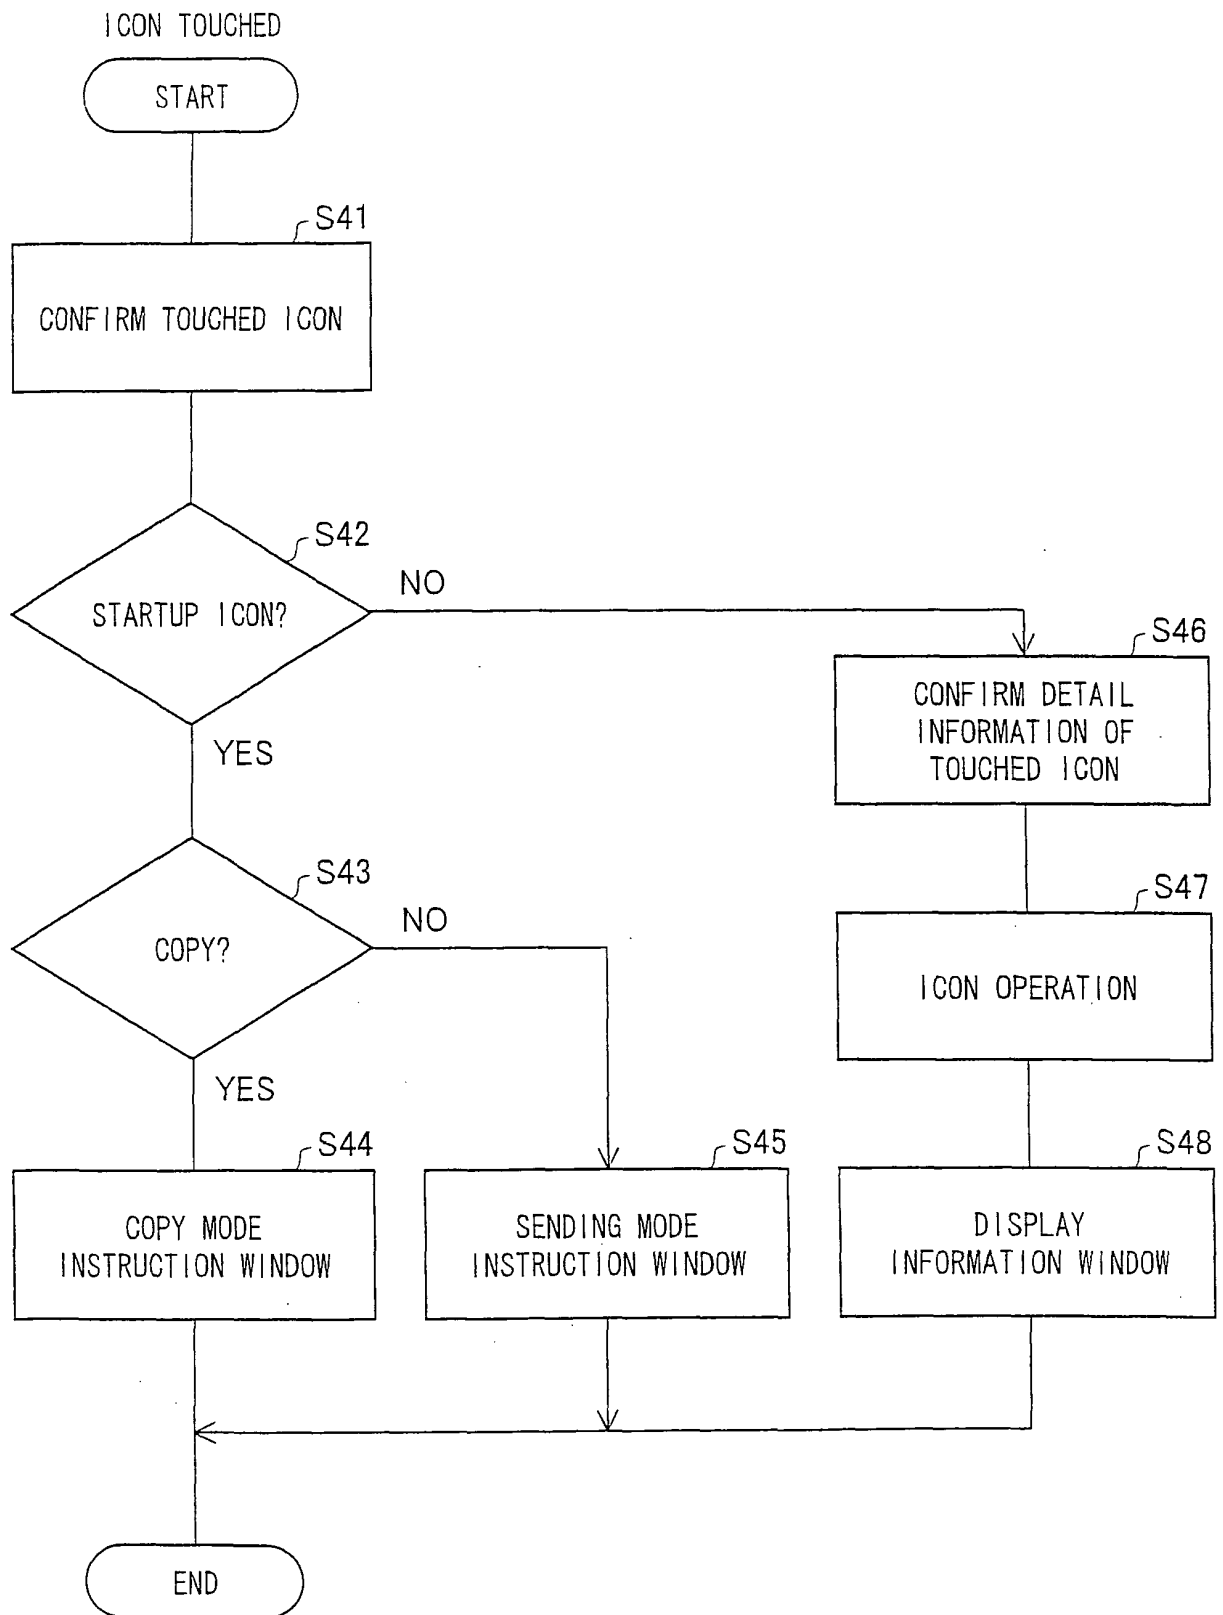 ICON TOUCHED
START
S41
CONFIRM TOUCHED ICON
S42
STARTUP ICON?
NO
YES
S46
CONFIRM DETAIL
INFORMATION OF
TOUCHED ICON
S43
COPY?
NO
YES
S47
ICON OPERATION
S44
COPY MODE
INSTRUCTION WINDOW
S45
SENDING MODE
INSTRUCTION WINDOW
S48
DISPLAY
INFORMATION WINDOW
END